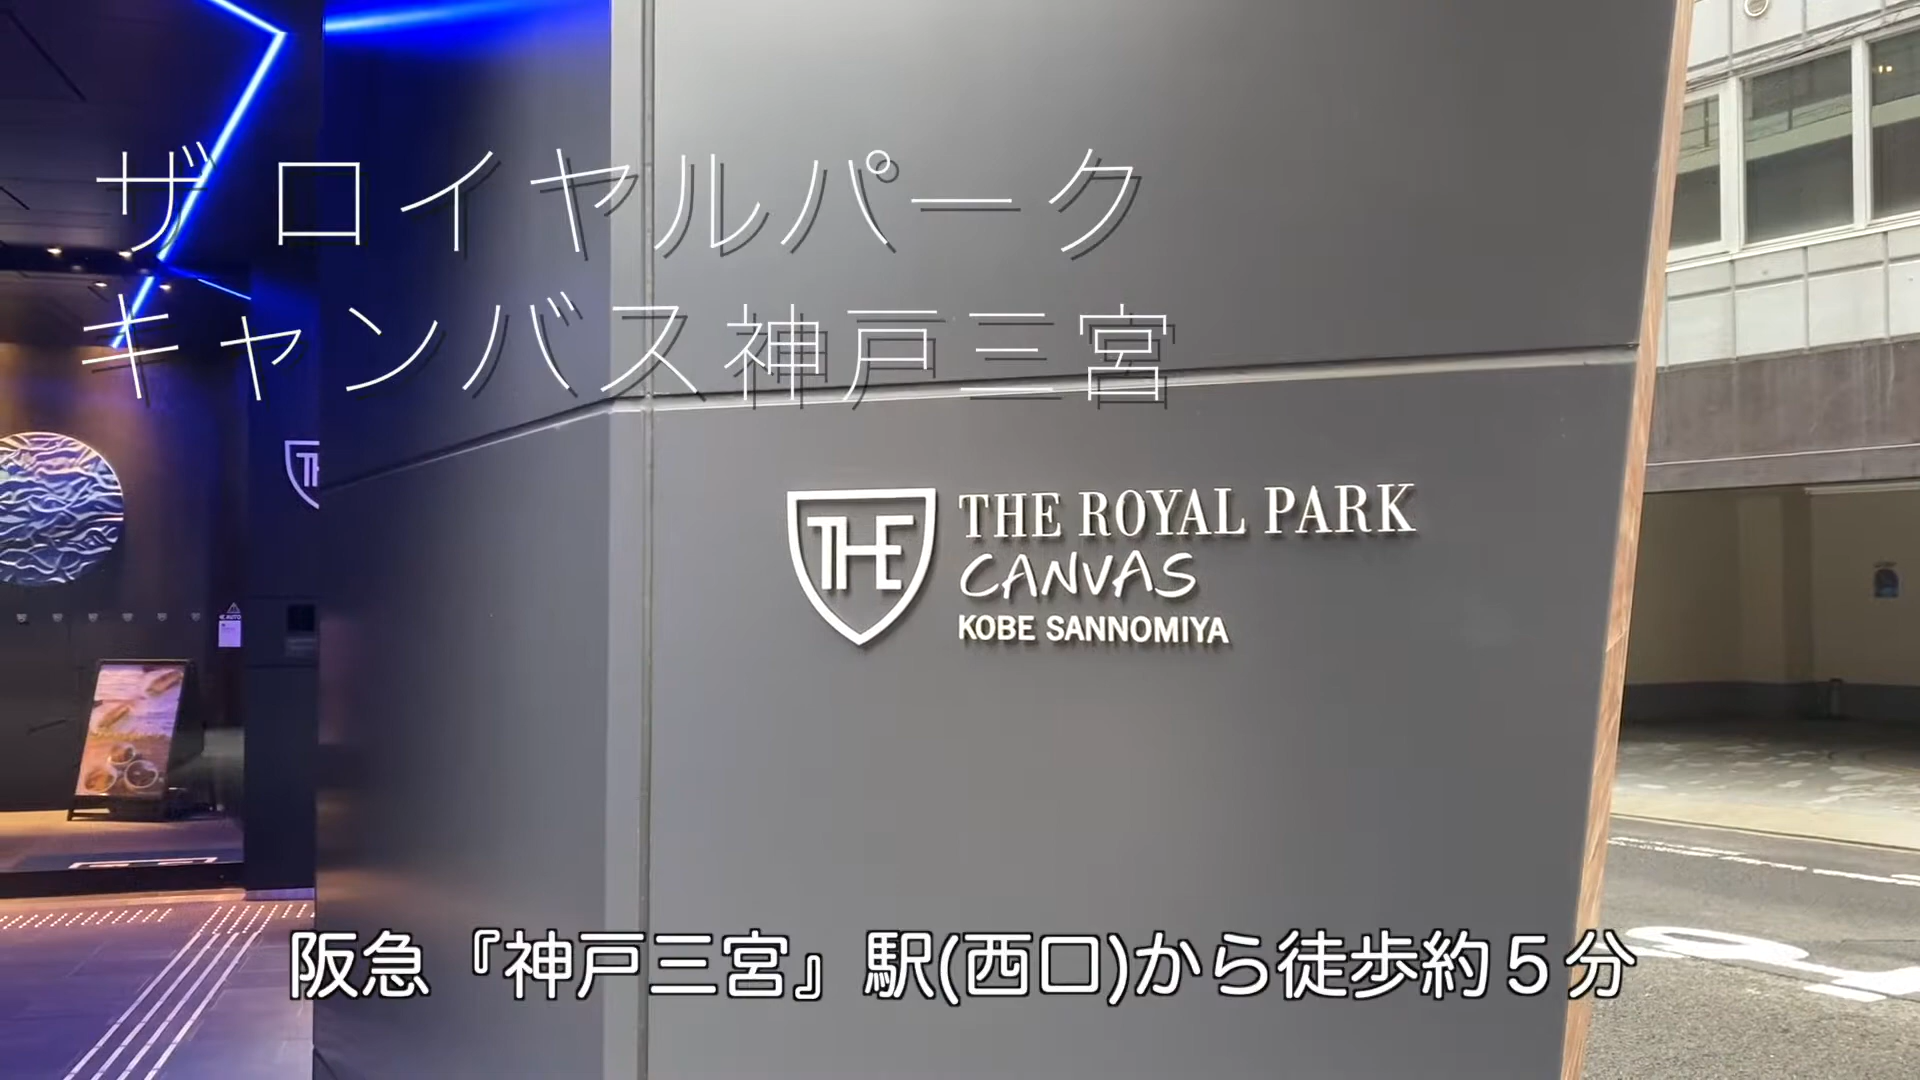 ザ ロイヤルパーク
キャンバス神戸三宮
THE
THE ROYAL PARK
CANVAS
KOBE SANNOMIYA
阪急『神戸三宮』駅(西口)から徒歩約５分